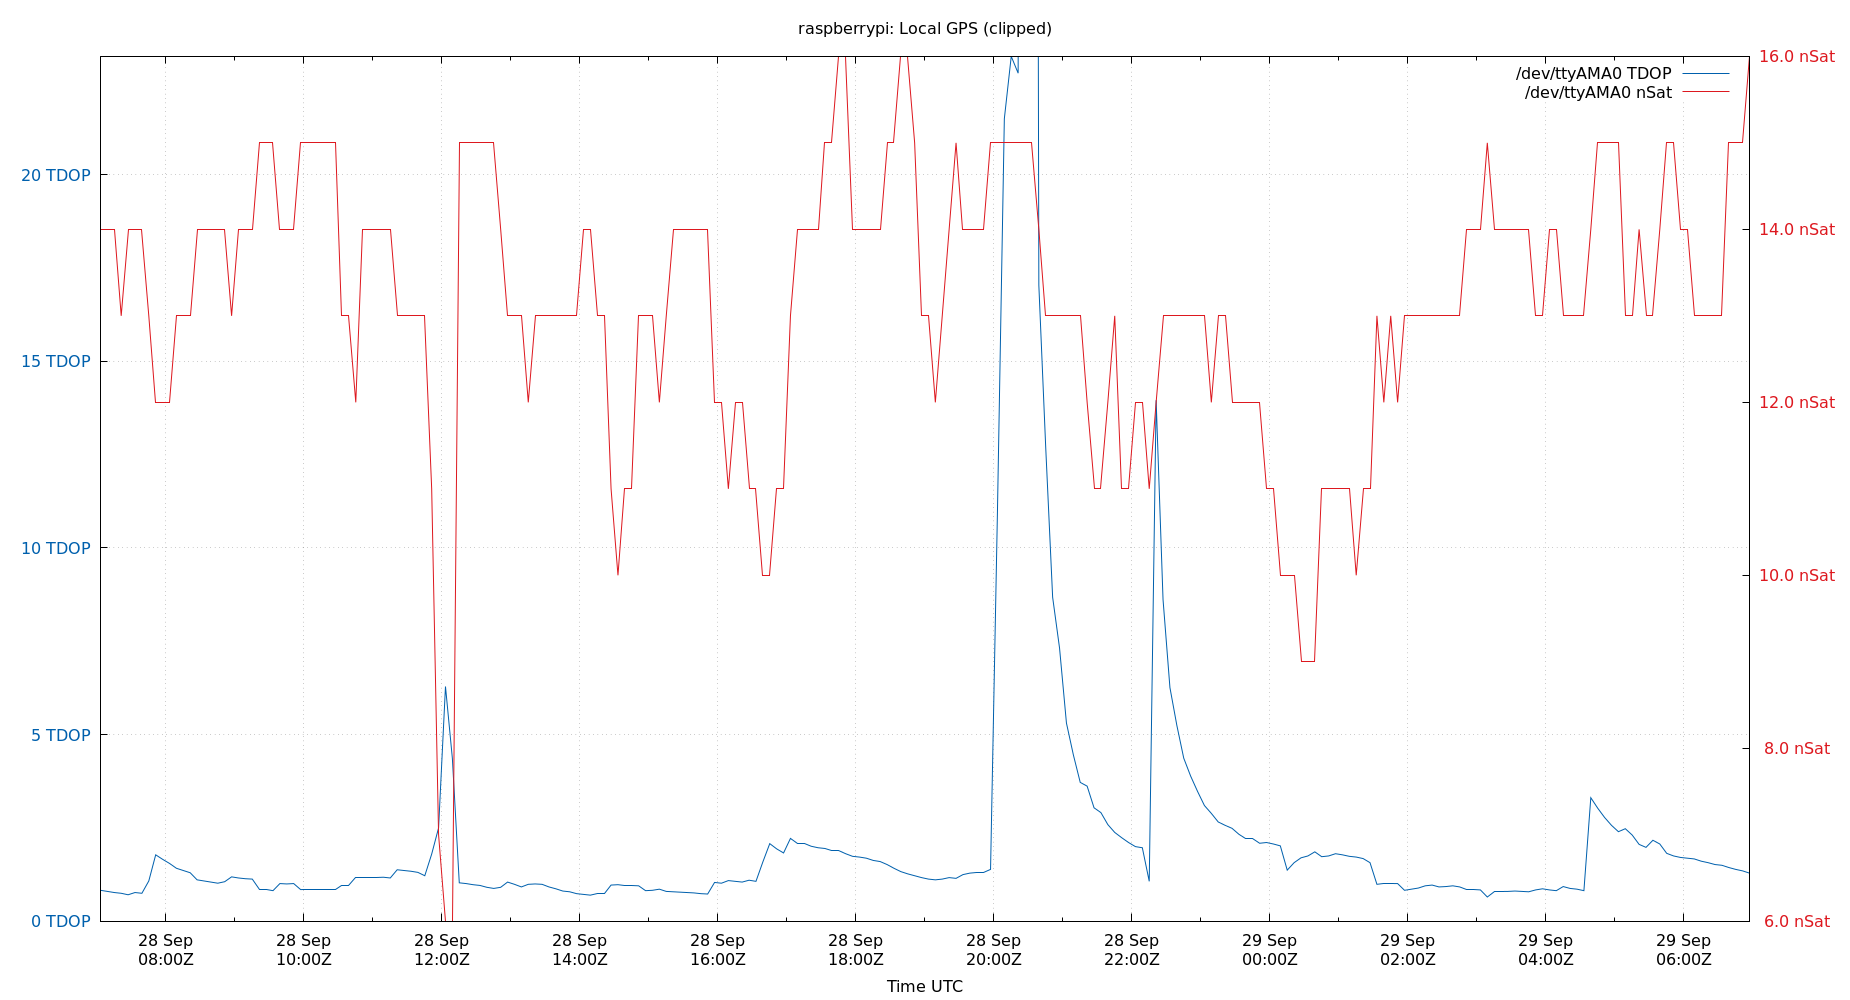 raspberrypi: Local GPS (clipped)
16.0 nSat
/dev/ttyAMA0 TDOP
/dev/ttyAMA0 nSat
20 TDOP
14.0 nSat
15 TDOP
12.0 nSat
10 TDOP
10.0 nSat
5 TDOP
8.0 nSat
0 TDOP
6.0 nSat
28 Sep 28 Sep 28 Sep 28 Sep 28 Sep 28 Sep 28 Sep 28 Sep 29 Sep 29 Sep 29 Sep 29 Sep
08:00Z 10:00Z 12:00Z 14:00Z 16:00Z 18:00Z 20:00Z 22:00Z 00:00Z 02:00Z 04:00Z 06:00Z
Time UTC